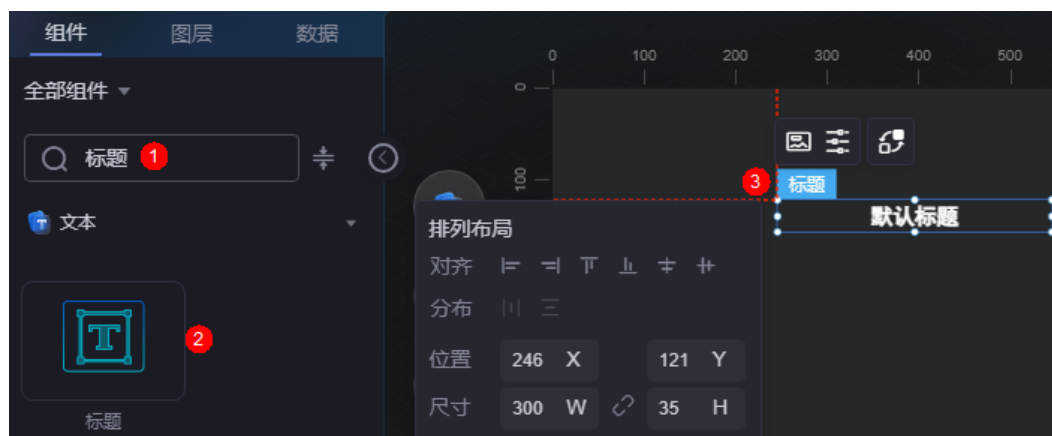 组件 图层 数据
全部组件
标题 1
文本
2
标题
0 100 200 300 400 500
0
100
3 标题
默认标题
排列布局
对齐
分布
位置 246 X 121 Y
尺寸 300 W 35 H